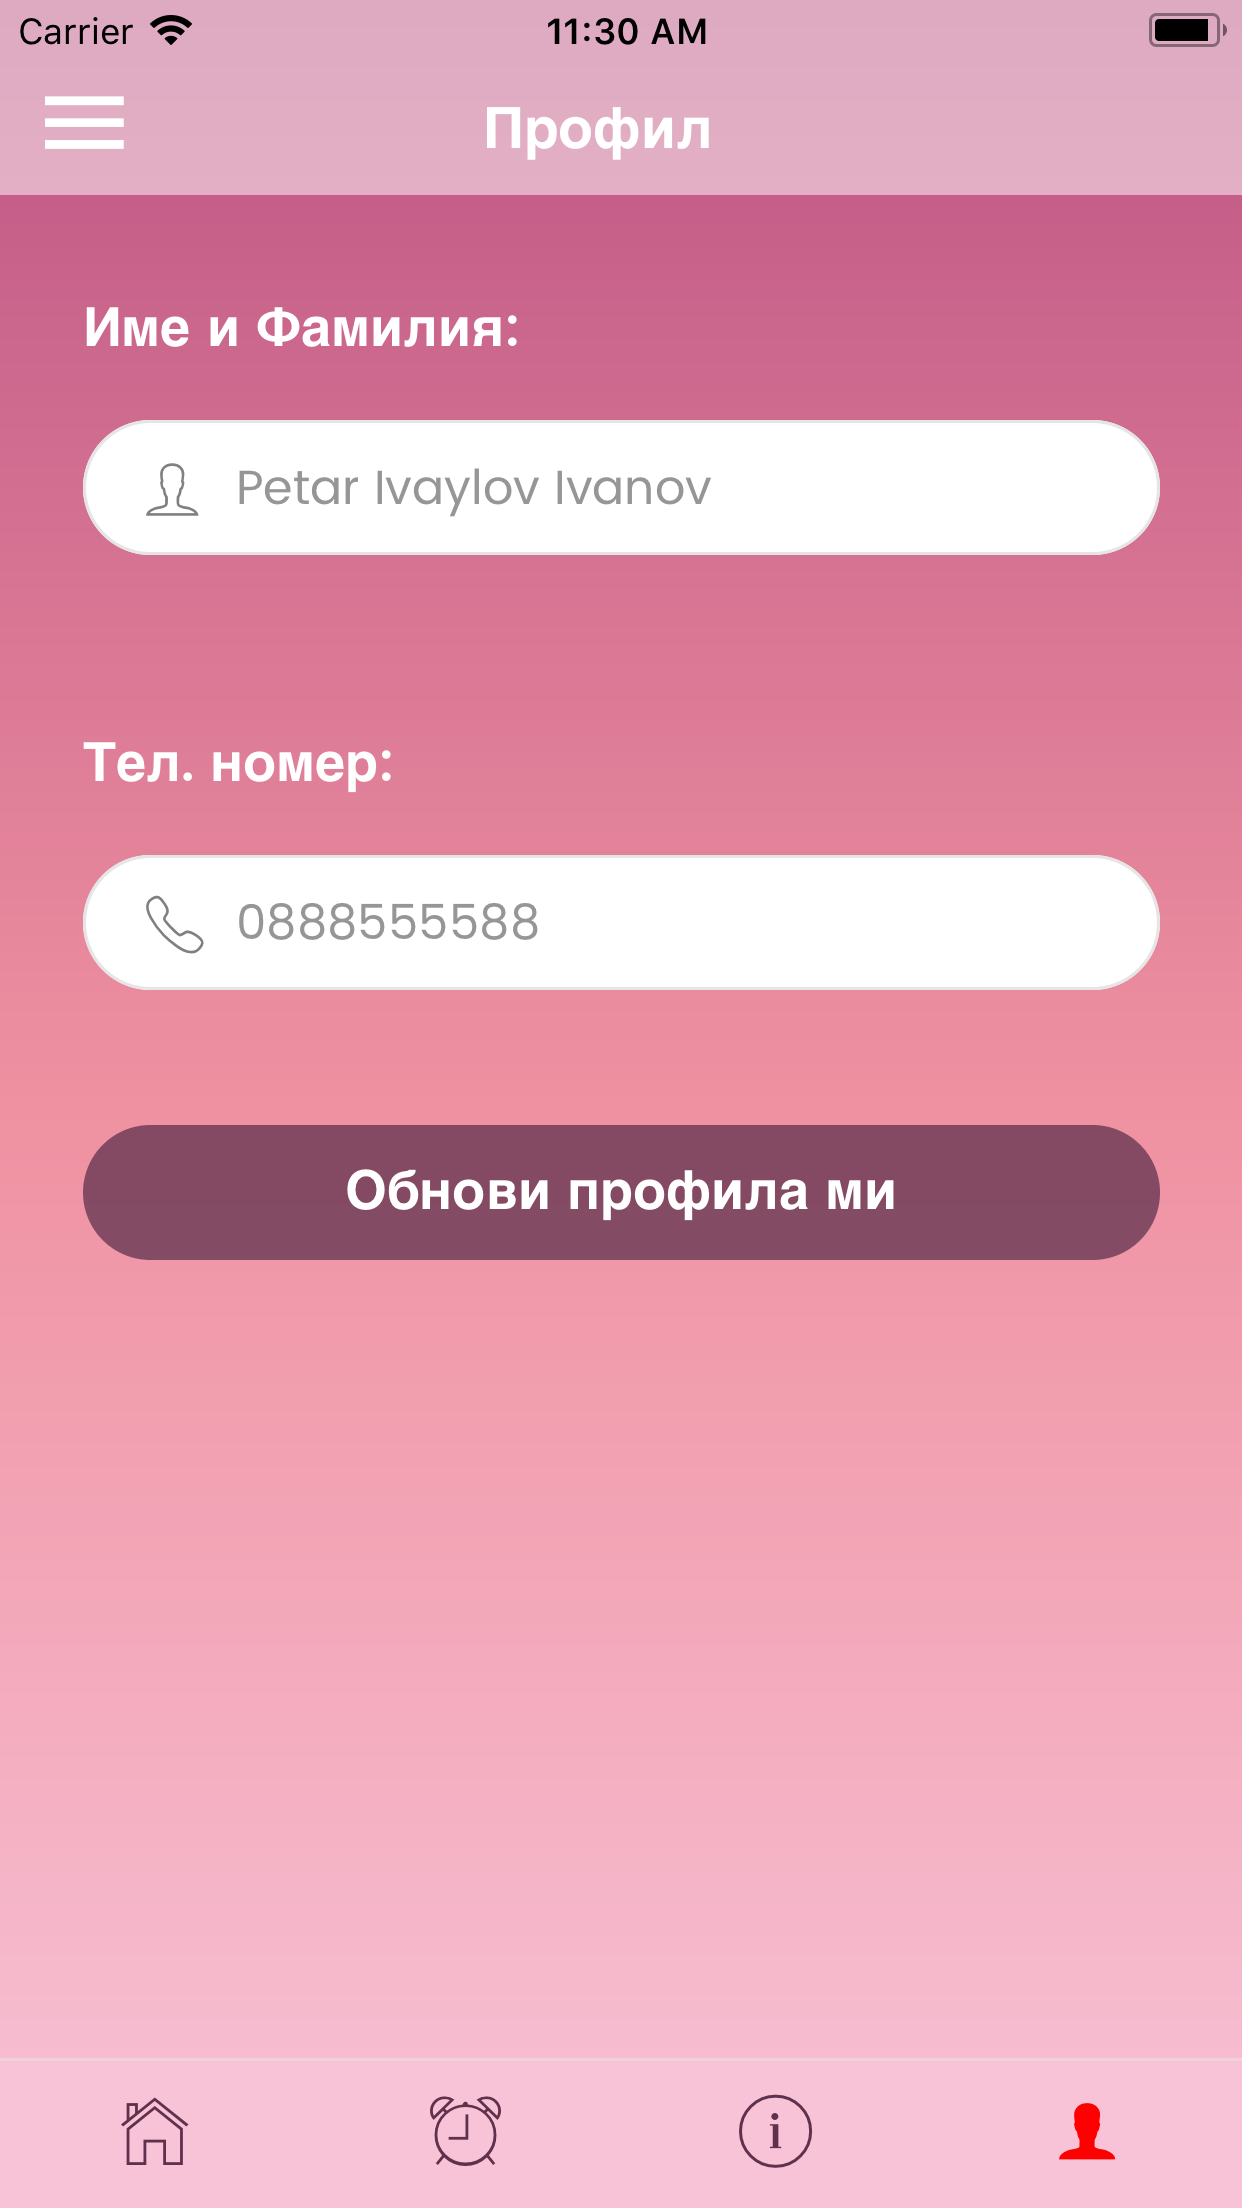 Carrier 11:30 AM
Профил
Име и Фамилия:
Petar Ivaylov Ivanov
Тел. номер:
0888555588
Обнови профила ми